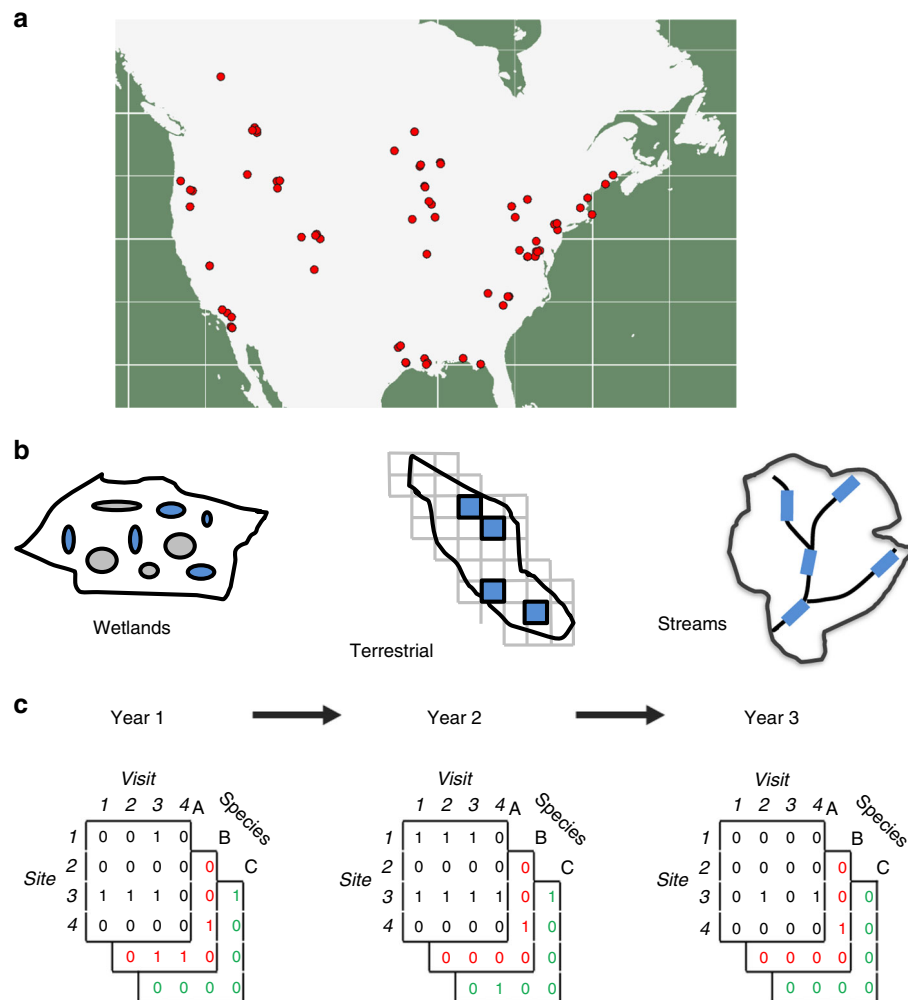 a
b
Wetlands
Terrestrial
Streams
c
Year 1 Year 2 Year 3
Visit Visit Visit
1 2 3 4 A Species 1 2 3 4 A Species 1 2 3 4 A Species
1 0 0 1 0 B 1 1 1 1 0 B 1 0 0 0 0 B
2 0 0 0 0 0 C 2 0 0 0 0 0 C 2 0 0 0 0 0 C
Site 3 1 1 1 0 0 1 Site 3 1 1 1 1 0 1 Site 3 0 1 0 1 0 0
4 0 0 0 0 1 0 4 0 0 0 0 1 0 4 0 0 0 0 1 0
0 1 1 0 0 0 0 0 0 0 0 0 0 0 0
0 0 0 0 0 1 0 0 0 0 0 0